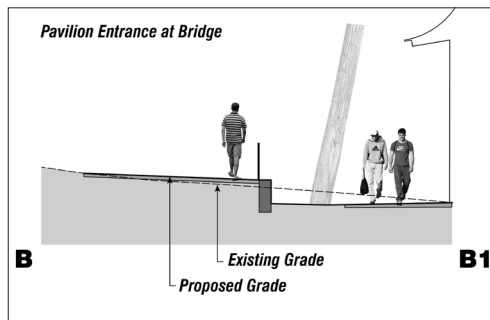 Pavilion Entrance at Bridge
Existing Grade
B
B1
Proposed Grade